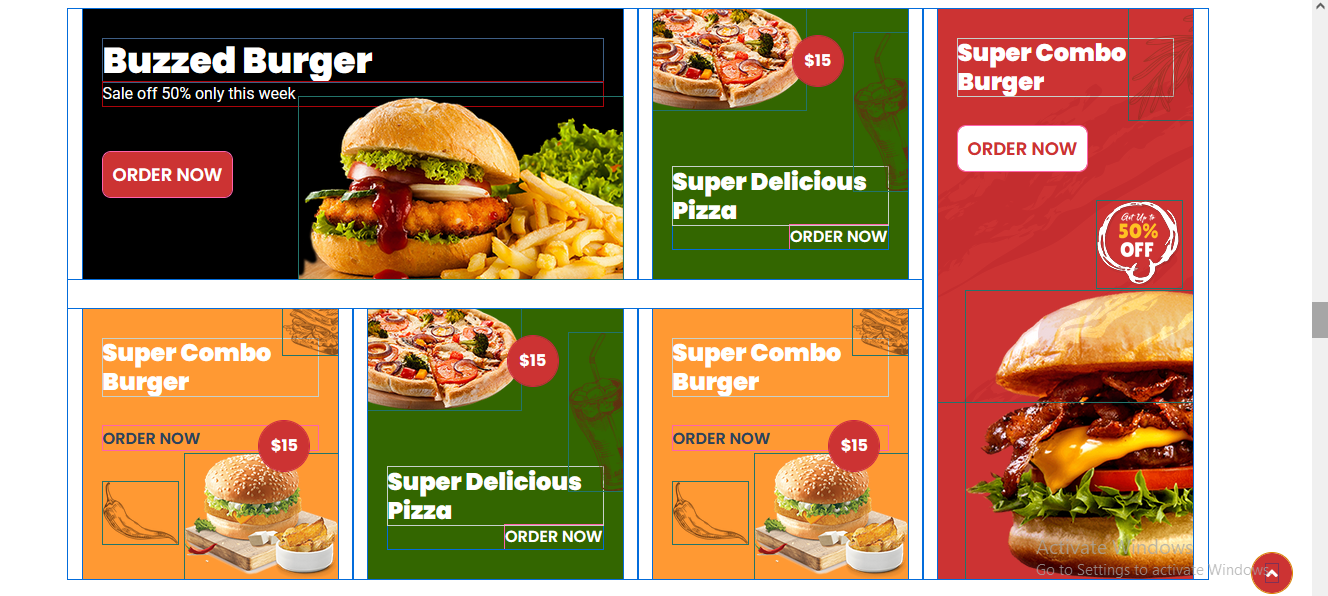 Buzzed Burger
Sale off 50% only this week
ORDER NOW
$15
Super Delicious
Pizza
ORDER NOW
Super Combo
Burger
ORDER NOW
Get Up to
50%
OFF
Super Combo
Burger
ORDER NOW
$15
$15
Super Delicious
Pizza
ORDER NOW
Super Combo
Burger
ORDER NOW
$15
Activate Windows
Go to Settings to activate Windows.